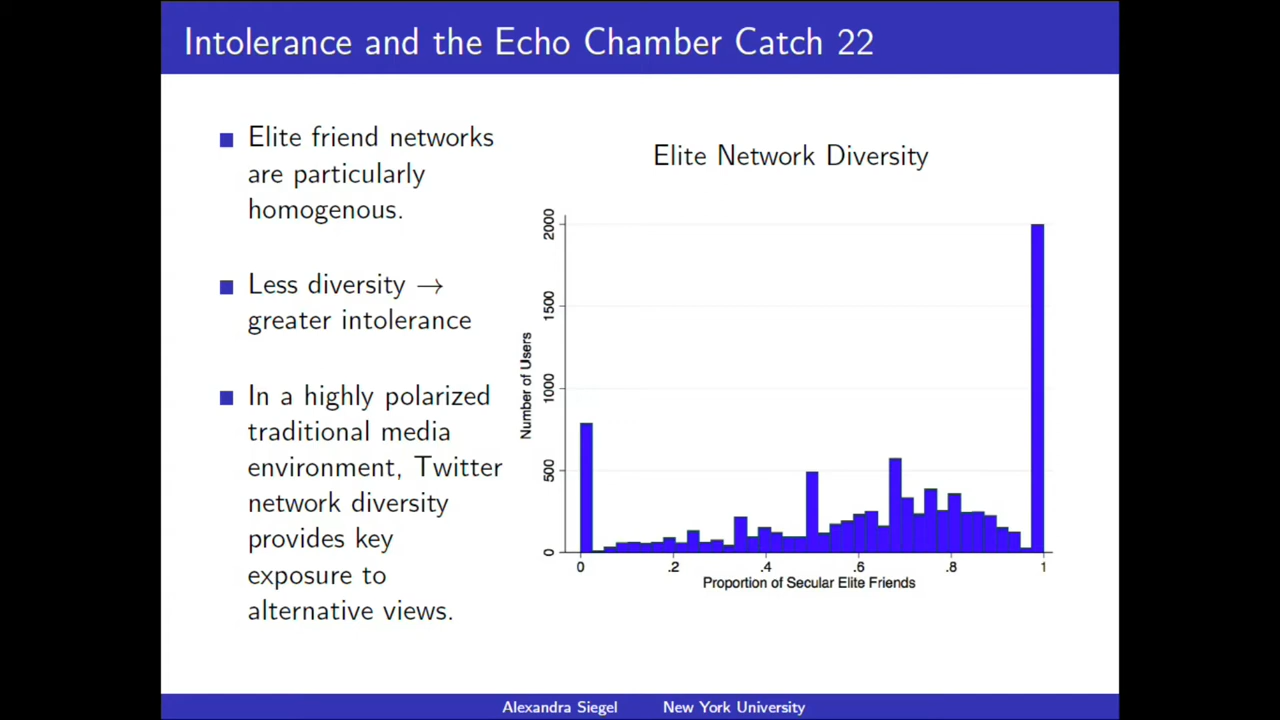 Intolerance and the Echo Chamber Catch 22
Elite friend networks
are particularly
homogenous.
Less diversity →
greater intolerance
In a highly polarized
traditional media
environment, Twitter
network diversity
provides key
exposure to
alternative views.
Elite Network Diversity
Number of Users
2000
1500
1000
500
0
0 .2 .4 .6 .8 1
Proportion of Secular Elite Friends
Alexandra Siegel New York University